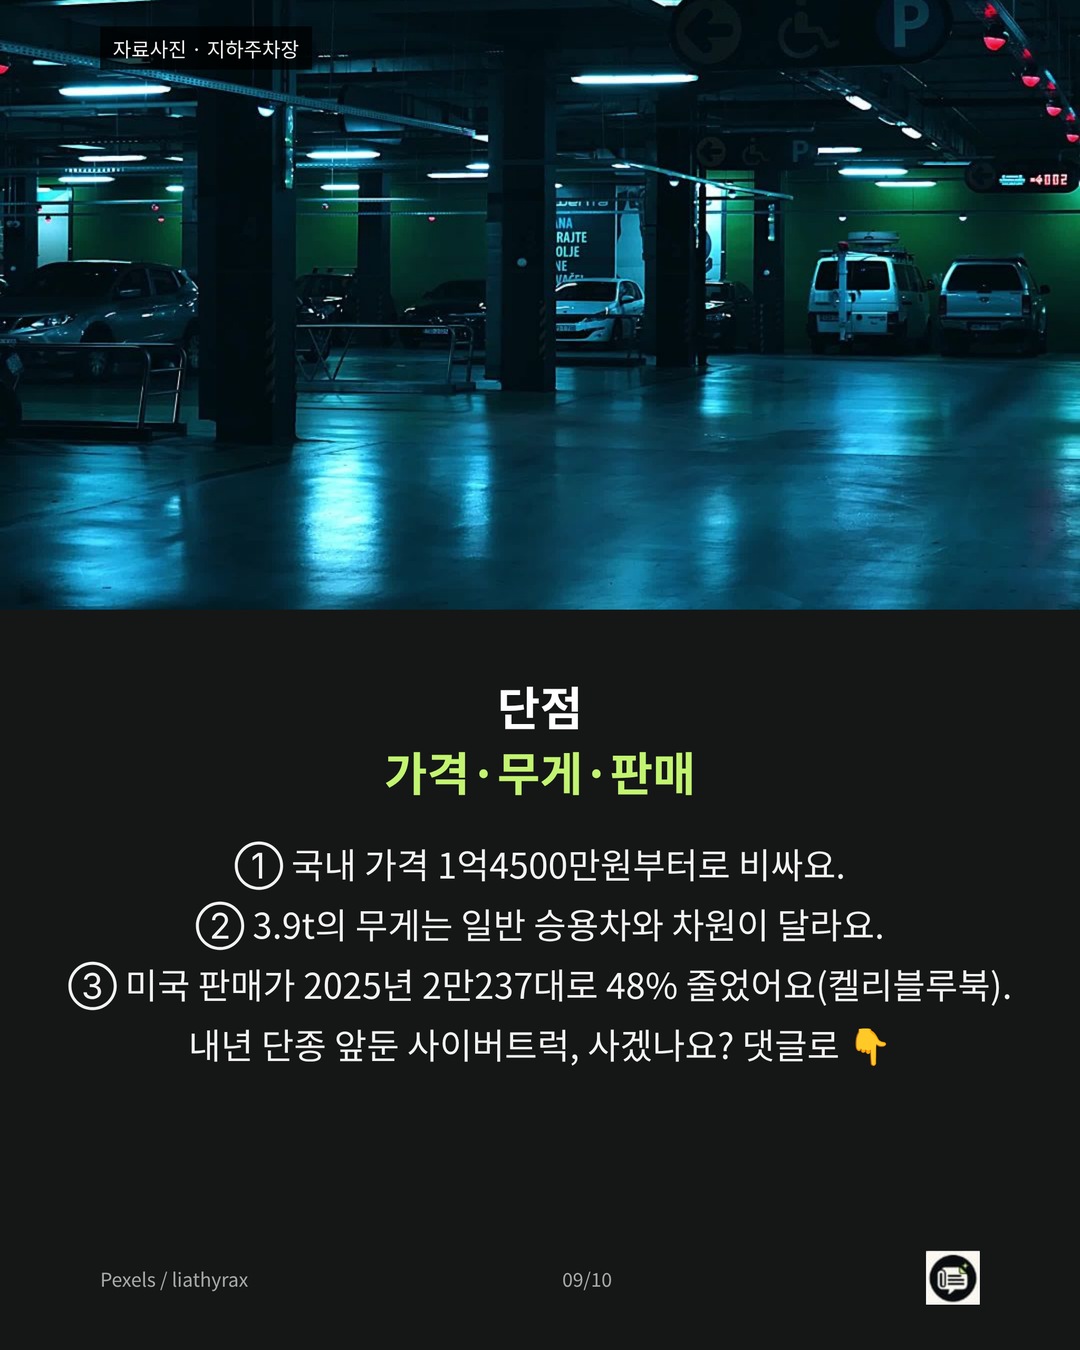 자료사진 · 지하주차장
P
P
4002
ANA
RAJTE
OLJE
NE
단점
가격·무게·판매
① 국내 가격 1억4500만원부터로 비싸요.
② 3.9t의 무게는 일반 승용차와 차원이 달라요.
③ 미국 판매가 2025년 2만237대로 48% 줄었어요(켈리블루북).
내년 단종 앞둔 사이버트럭, 사겠나요? 댓글로 👇
Pexels / liathyrax
09/10